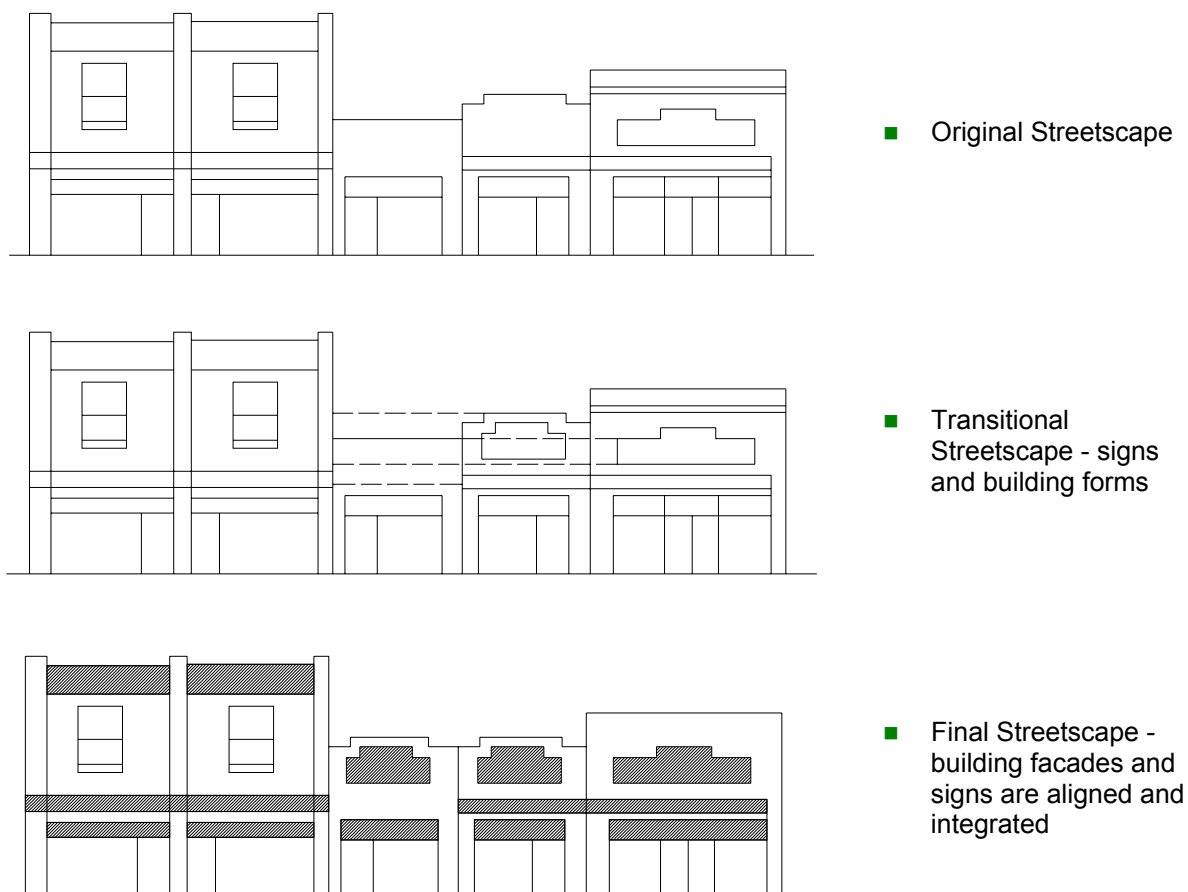 Original Streetscape
Transitional
Streetscape - signs
and building forms
Final Streetscape -
building facades and
signs are aligned and
integrated